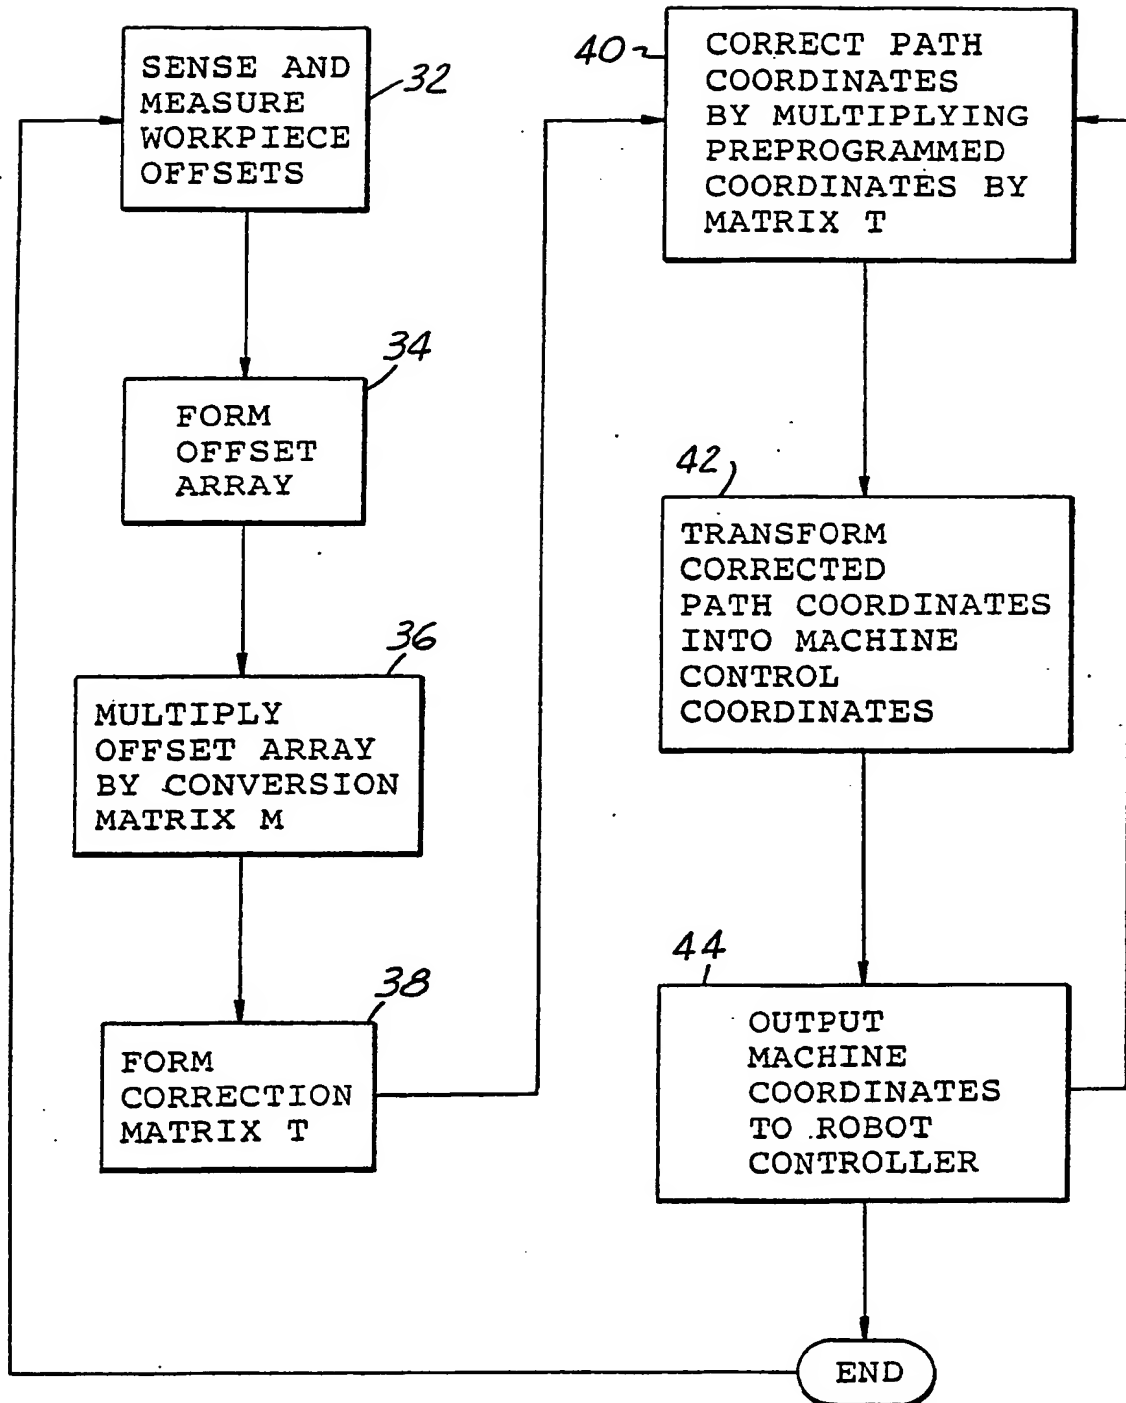 SENSE AND
MEASURE
WORKPIECE
OFFSETS
32
34
FORM
OFFSET
ARRAY
36
MULTIPLY
OFFSET ARRAY
BY CONVERSION
MATRIX M
38
FORM
CORRECTION
MATRIX T
40
CORRECT PATH
COORDINATES
BY MULTIPLYING
PREPROGRAMMED
COORDINATES BY
MATRIX T
42
TRANSFORM
CORRECTED
PATH COORDINATES
INTO MACHINE
CONTROL
COORDINATES
44
OUTPUT
MACHINE
COORDINATES
TO ROBOT
CONTROLLER
END